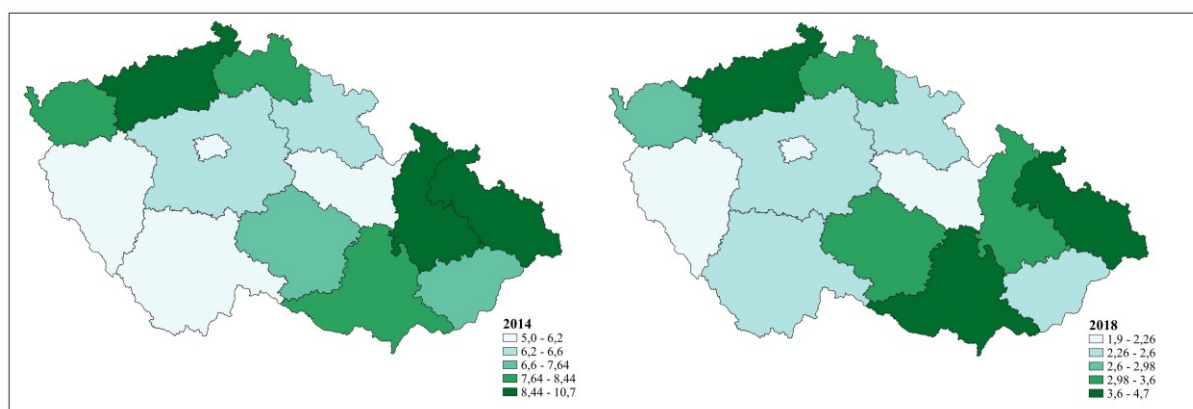 2014
5,0 - 6,2
6,2 - 6,6
6,6 - 7,64
7,64 - 8,44
8,44 - 10,7
2018
1,9 - 2,26
2,26 - 2,6
2,6 - 2,98
2,98 - 3,6
3,6 - 4,7